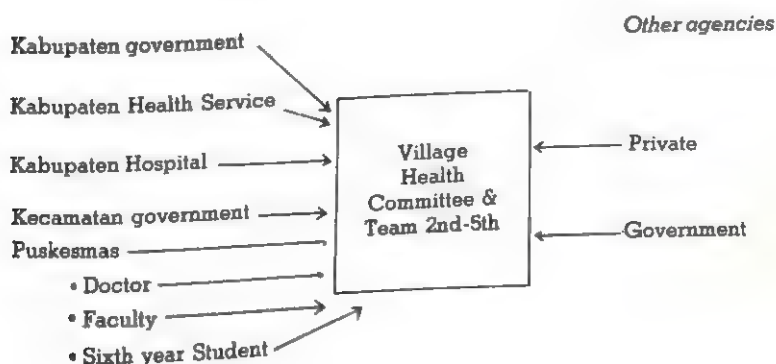 Other agencies
Kabupaten government
Kabupaten Health Service
Kabupaten Hospital
Kecamatan government
Puskesmas
• Doctor
• Faculty
• Sixth year Student
Village
Health
Committee &
Team 2nd-5th
Private
Government